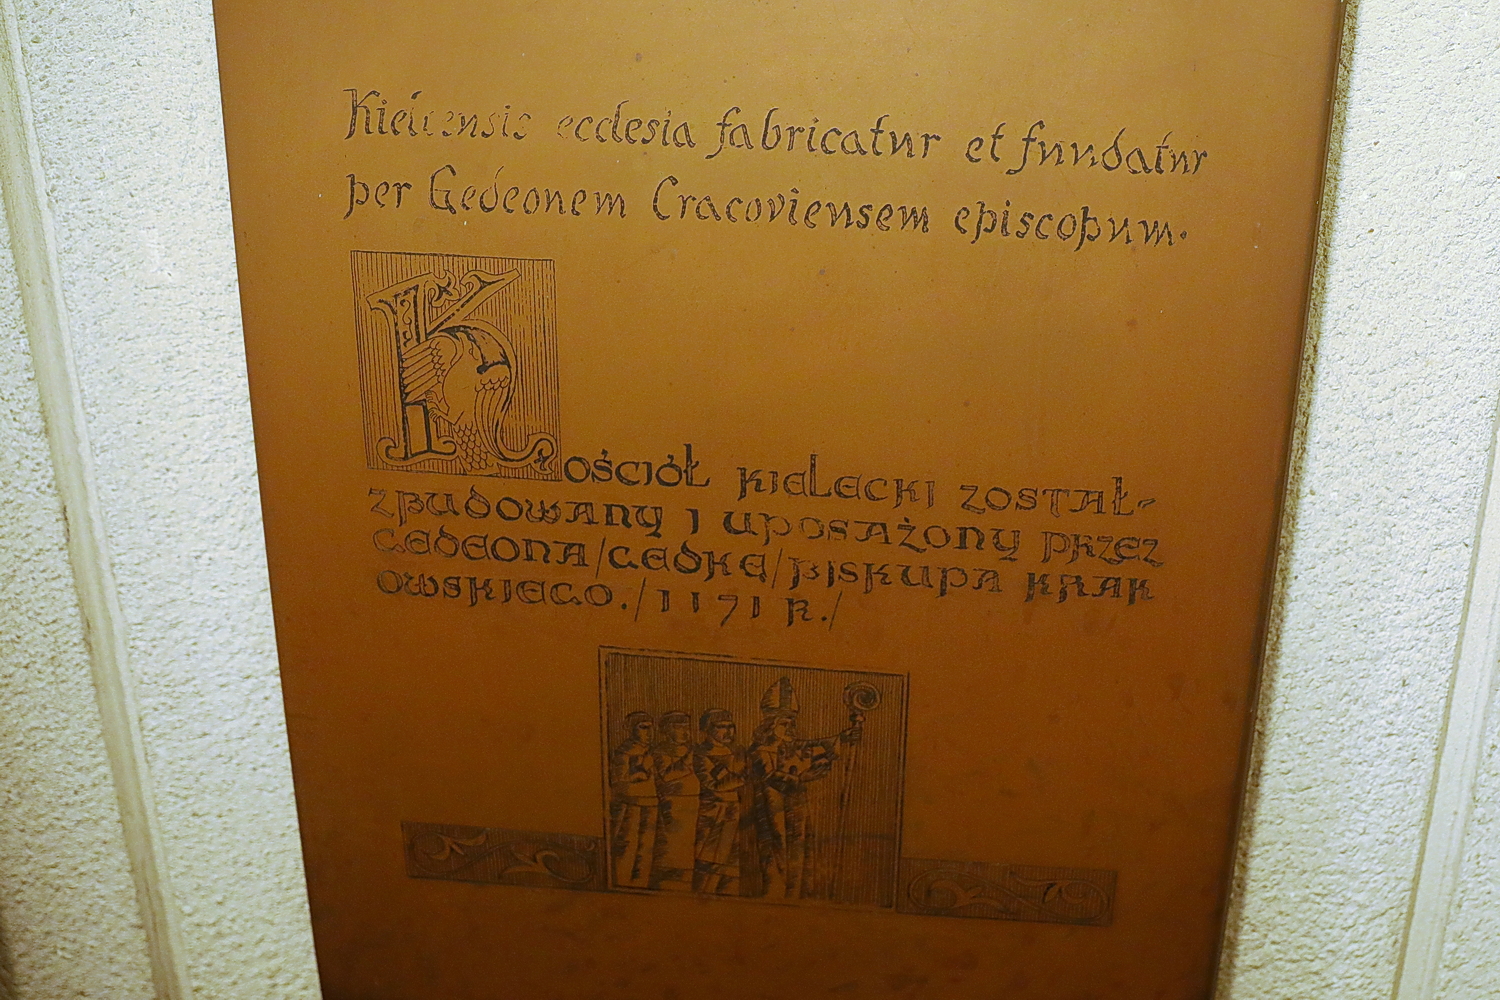 Kielcensis ecclesia fabricatur et fundatur
per Gedeonem Cracoviensem episcopum.
KOŚCIÓŁ KIELECKI ZOSTAŁ-
ZBUDOWANY I UPOSAŻONY PRZEZ
GEDEONA/GEDKĘ/BISKUPA KRAK
OWSKIEGO./1171 R./